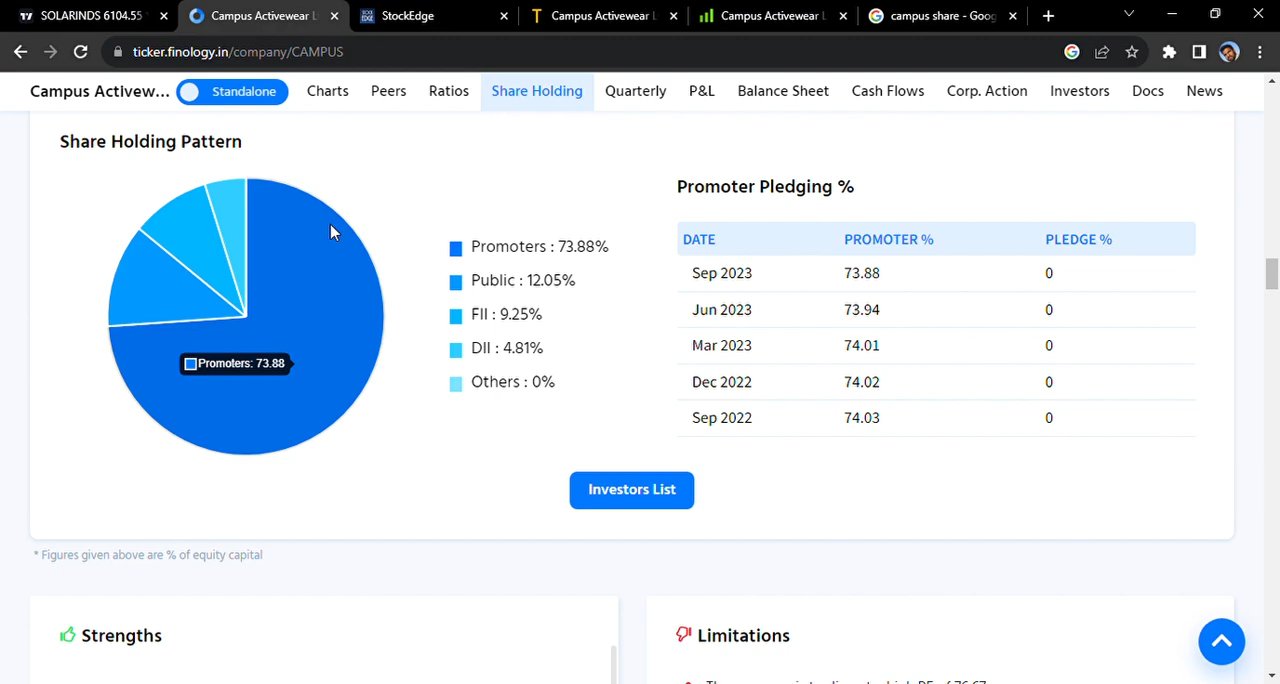 SOLARINDS 6104.55
Campus Activewear L
StockEdge
Campus Activewear L
Campus Activewear L
campus share - Goog
ticker.finology.in/company/CAMPUS
Campus Activew... Standalone Charts Peers Ratios Share Holding Quarterly P&L Balance Sheet Cash Flows Corp. Action Investors Docs News
Share Holding Pattern
Promoters: 73.88
Promoters : 73.88%
Public : 12.05%
FII : 9.25%
DII : 4.81%
Others : 0%
Promoter Pledging %
DATE PROMOTER % PLEDGE %
Sep 2023 73.88 0
Jun 2023 73.94 0
Mar 2023 74.01 0
Dec 2022 74.02 0
Sep 2022 74.03 0
Investors List
* Figures given above are % of equity capital
Strengths
Limitations